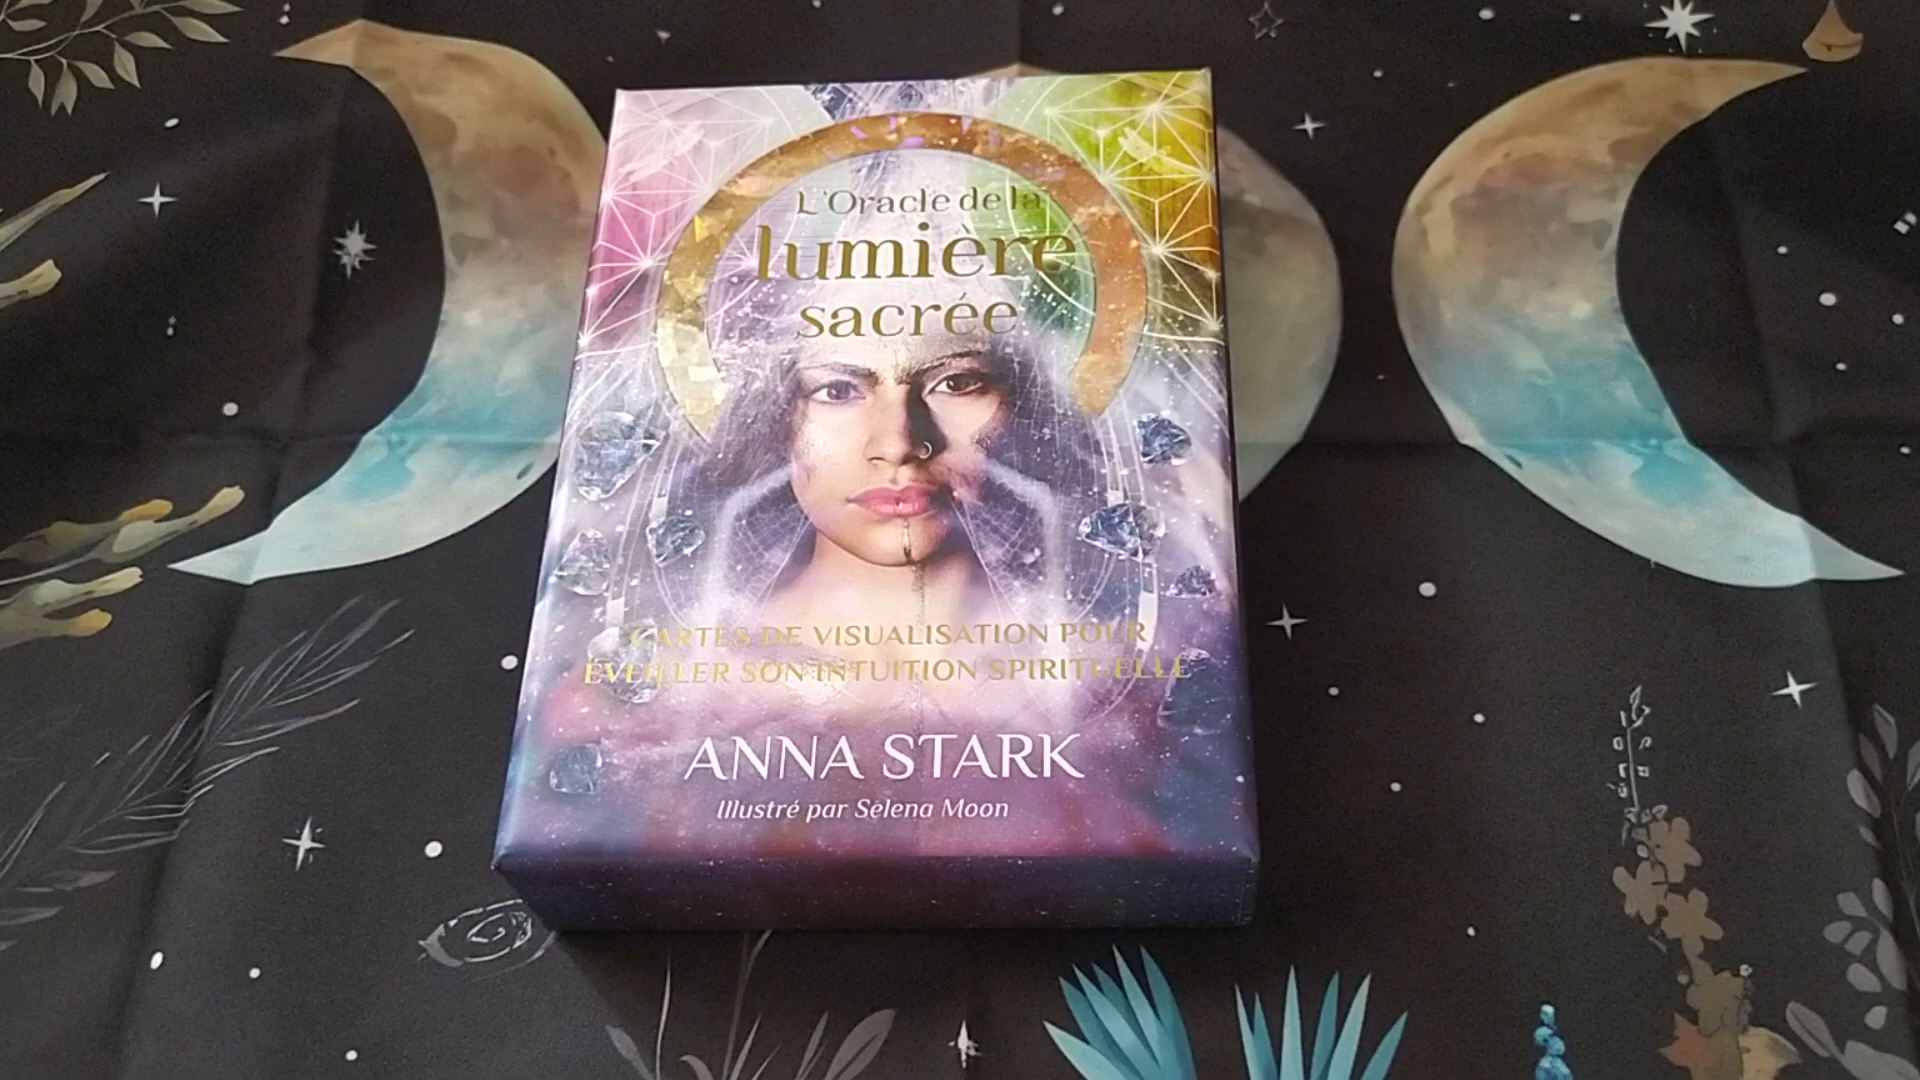 L'Oracle de la
lumière
sacrée
CARTES DE VISUALISATION POUR
ÉVEILLER SON INTUITION SPIRITUELLE
ANNA STARK
Illustré par Selena Moon